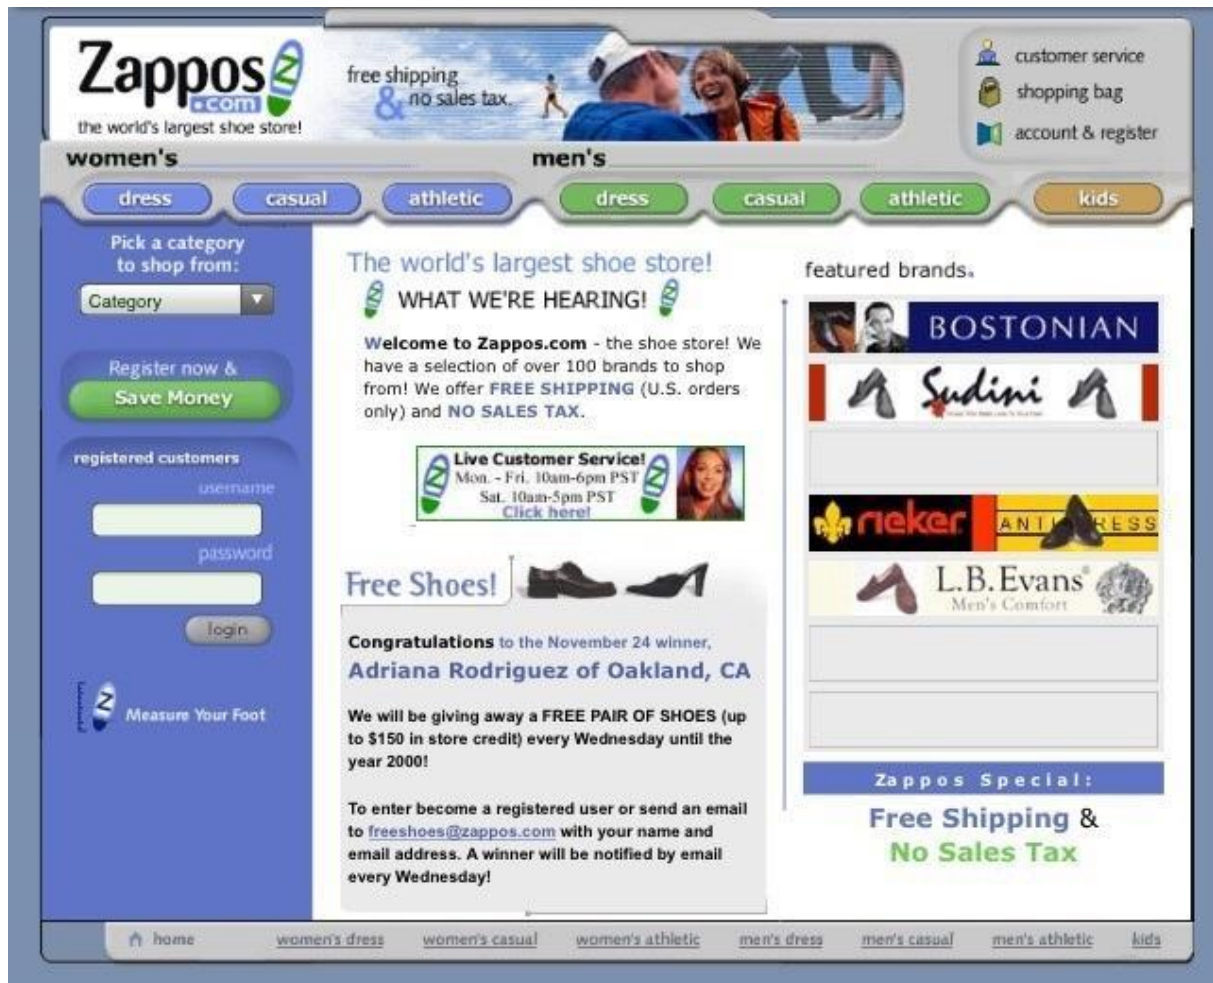 Zappos
.com
the world's largest shoe store!
free shipping
& no sales tax.
customer service
shopping bag
account & register
women's
men's
dress
casual
athletic
dress
casual
athletic
kids
Pick a category
to shop from:
Category
Register now &
Save Money
registered customers
username
password
login
Measure Your Foot
The world's largest shoe store!
WHAT WE'RE HEARING!
Welcome to Zappos.com - the shoe store! We
have a selection of over 100 brands to shop
from! We offer FREE SHIPPING (U.S. orders
only) and NO SALES TAX.
Live Customer Service!
Mon. - Fri. 10am-6pm PST
Sat. 10am-5pm PST
Click here!
Free Shoes!
Congratulations to the November 24 winner,
Adriana Rodriguez of Oakland, CA
We will be giving away a FREE PAIR OF SHOES (up
to $150 in store credit) every Wednesday until the
year 2000!
To enter become a registered user or send an email
to freeshoes@zappos.com with your name and
email address. A winner will be notified by email
every Wednesday!
featured brands.
BOSTONIAN
Sudini
rieker
L.B.Evans
Men's Comfort
Zappos Special:
Free Shipping &
No Sales Tax
home
women's dress
women's casual
women's athletic
men's dress
men's casual
men's athletic
kids